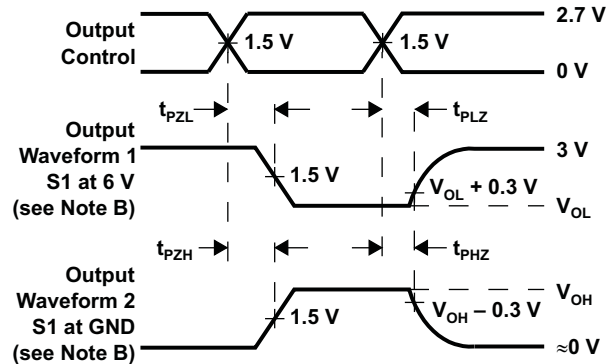 2.7 V
Output
Control
1.5 V
1.5 V
0 V
tPZL
tPLZ
Output
Waveform 1
S1 at 6 V
(see Note B)
3 V
1.5 V
VOL + 0.3 V
VOL
tPZH
tPHZ
Output
Waveform 2
S1 at GND
(see Note B)
VOH
VOH – 0.3 V
1.5 V
≈0 V